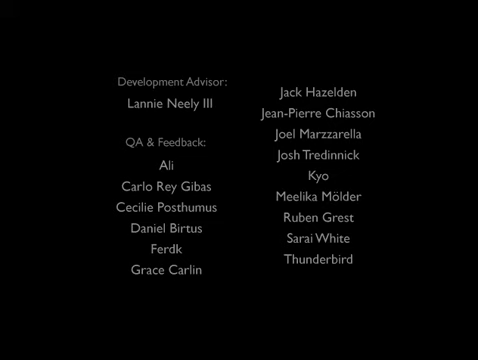 Development Advisor:
Lannie Neely III
QA & Feedback:
Ali
Carlo Rey Gibas
Cecilie Posthumus
Daniel Birtus
Ferdk
Grace Carlin
Jack Hazelden
Jean-Pierre Chiasson
Joel Marzzarella
Josh Tredinnick
Kyo
Meelika Mölder
Ruben Grest
Sarai White
Thunderbird